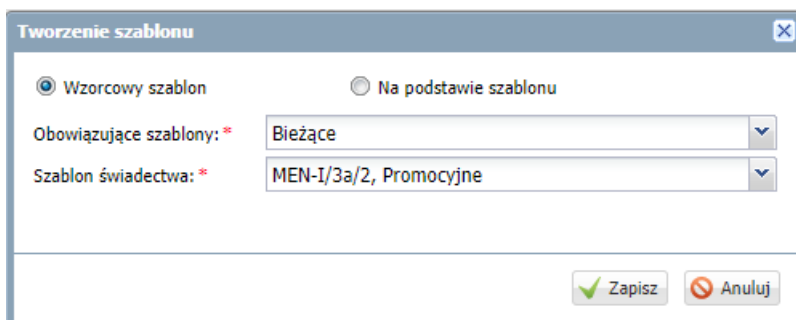 Tworzenie szablonu
Wzorcowy szablon Na podstawie szablonu
Obowiązujące szablony: * Bieżące
Szablon świadectwa: * MEN-I/3a/2, Promocyjne
Zapisz Anuluj